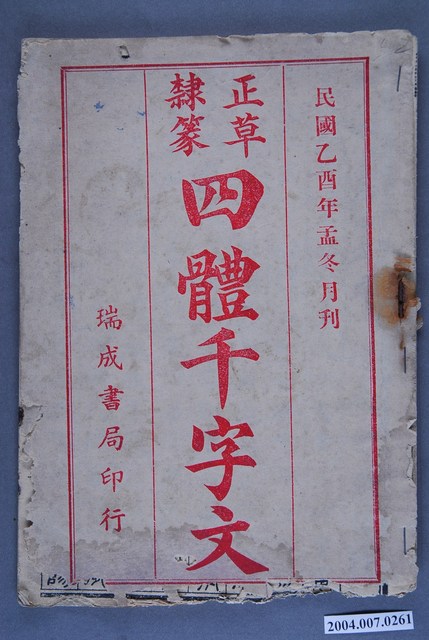 民國乙酉年孟冬月刊
正草
隸篆
四體千字文
瑞成書局印行
2004.007.0261